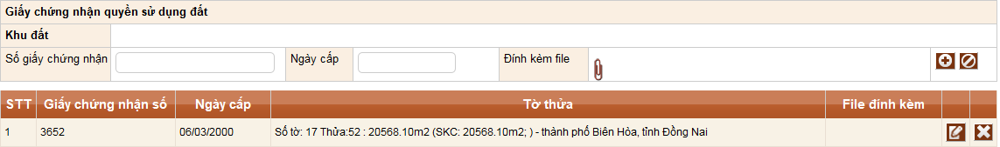 Giấy chứng nhận quyền sử dụng đất
Khu đất
Số giấy chứng nhận Ngày cấp Đính kèm file
STT Giấy chứng nhận số Ngày cấp Tờ thửa File đính kèm
1 3652 06/03/2000 Số tờ: 17 Thửa:52 : 20568.10m2 (SKC: 20568.10m2; ) - thành phố Biên Hòa, tỉnh Đồng Nai